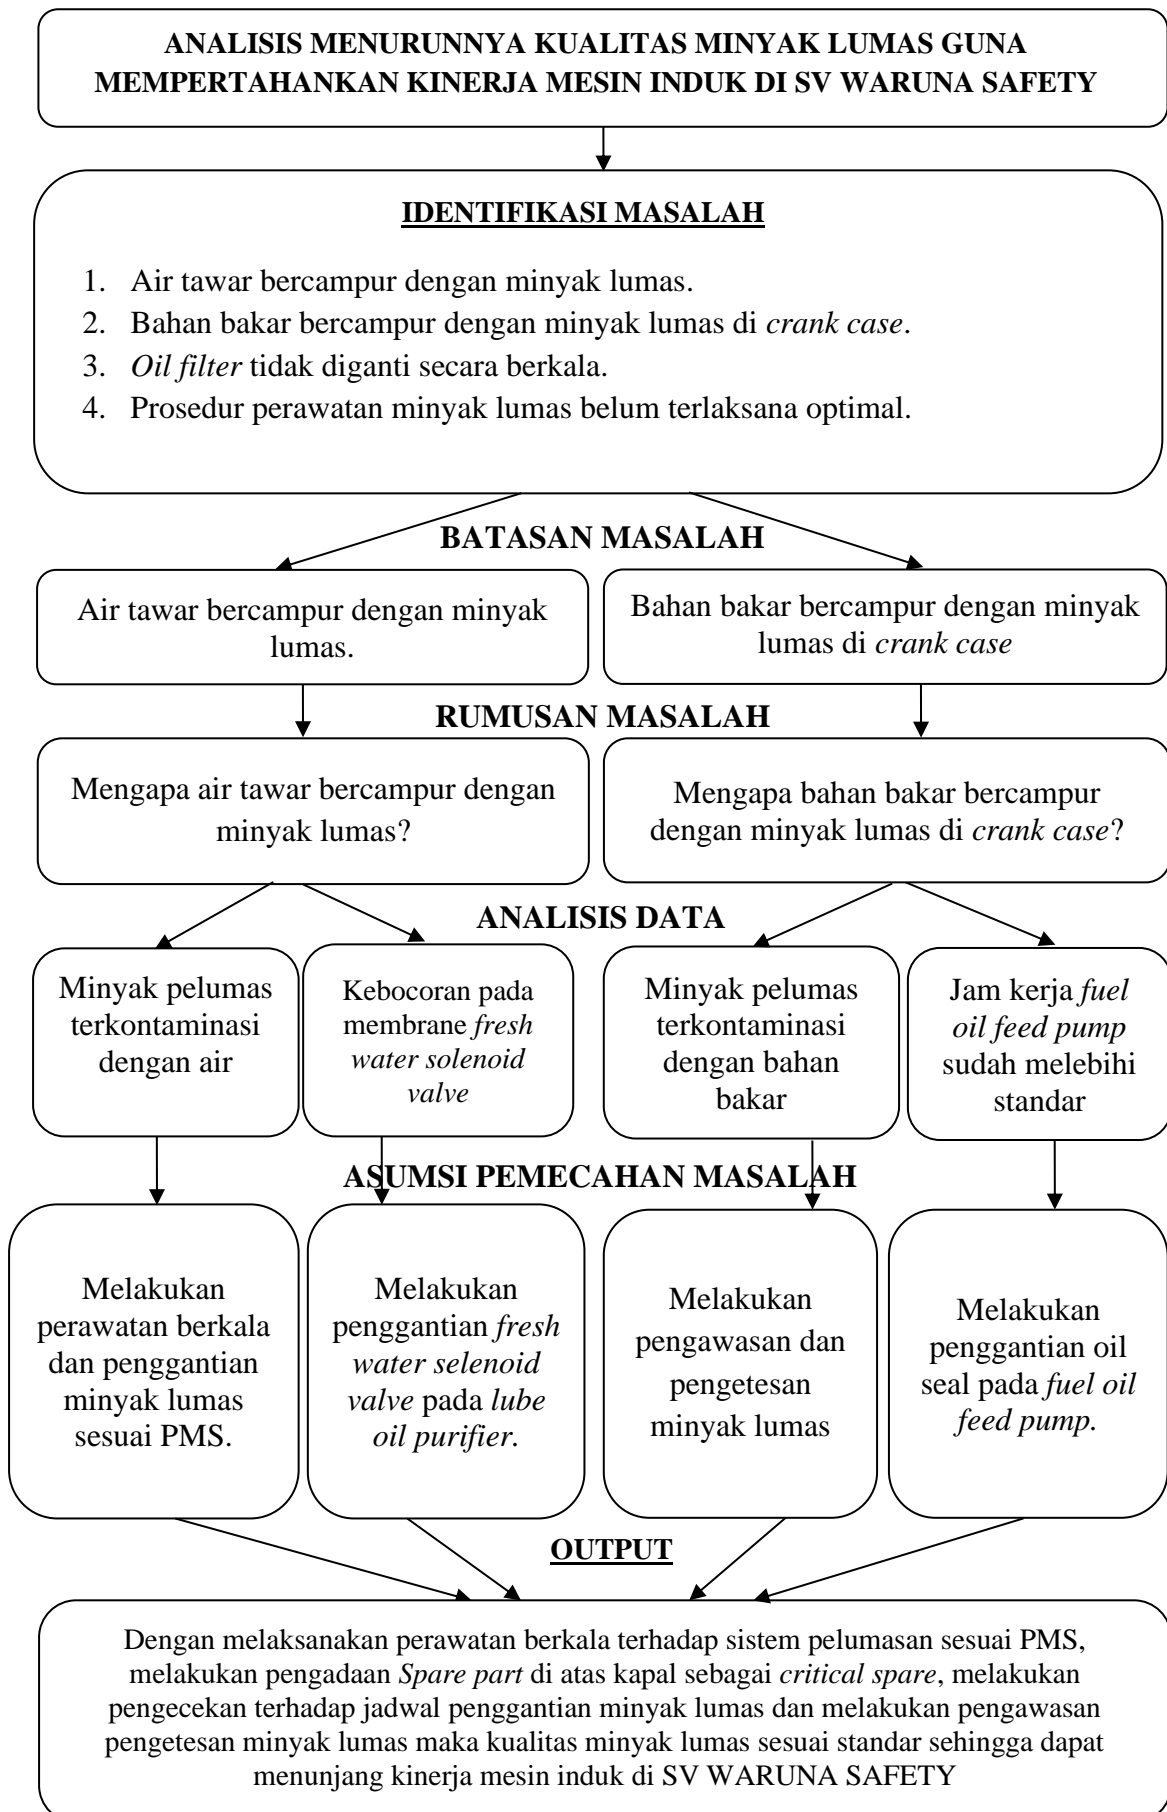 ANALISIS MENURUNNYA KUALITAS MINYAK LUMAS GUNA
MEMPERTAHANKAN KINERJA MESIN INDUK DI SV WARUNA SAFETY
IDENTIFIKASI MASALAH
1. Air tawar bercampur dengan minyak lumas.
2. Bahan bakar bercampur dengan minyak lumas di crank case.
3. Oil filter tidak diganti secara berkala.
4. Prosedur perawatan minyak lumas belum terlaksana optimal.
BATASAN MASALAH
Air tawar bercampur dengan minyak
lumas.
Bahan bakar bercampur dengan minyak
lumas di crank case
RUMUSAN MASALAH
Mengapa air tawar bercampur dengan
minyak lumas?
Mengapa bahan bakar bercampur
dengan minyak lumas di crank case?
ANALISIS DATA
Minyak pelumas
terkontaminasi
dengan air
Kebocoran pada
membrane fresh
water solenoid
valve
Minyak pelumas
terkontaminasi
dengan bahan
bakar
Jam kerja fuel
oil feed pump
sudah melebihi
standar
ASUMSI PEMECAHAN MASALAH
Melakukan
perawatan berkala
dan penggantian
minyak lumas
sesuai PMS.
Melakukan
penggantian fresh
water selenoid
valve pada lube
oil purifier.
Melakukan
pengawasan dan
pengetesan
minyak lumas
Melakukan
penggantian oil
seal pada fuel oil
feed pump.
OUTPUT
Dengan melaksanakan perawatan berkala terhadap sistem pelumasan sesuai PMS,
melakukan pengadaan Spare part di atas kapal sebagai critical spare, melakukan
pengecekan terhadap jadwal penggantian minyak lumas dan melakukan pengawasan
pengetesan minyak lumas maka kualitas minyak lumas sesuai standar sehingga dapat
menunjang kinerja mesin induk di SV WARUNA SAFETY